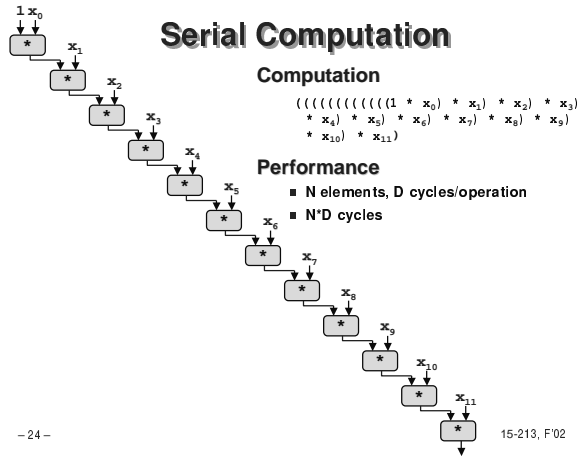 1 x0
Serial Computation
*
x1
*
Computation
x2
*
((((((((((((1 * x0) * x1) * x2) * x3)
* x4) * x5) * x6) * x7) * x8) * x9)
* x10) * x11)
x3
*
x4
*
Performance
■ N elements, D cycles/operation
■ N*D cycles
x5
*
x6
*
x7
*
x8
*
x9
*
x10
*
x11
*
– 24 –
15-213, F'02